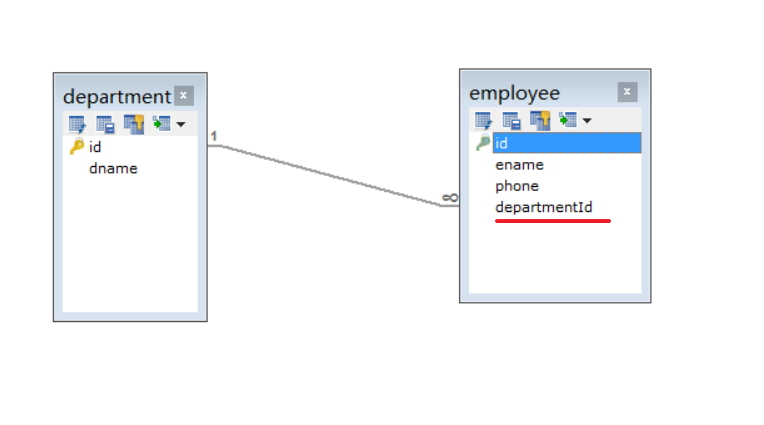 department
id
dname
1
∞
employee
id
ename
phone
departmentId